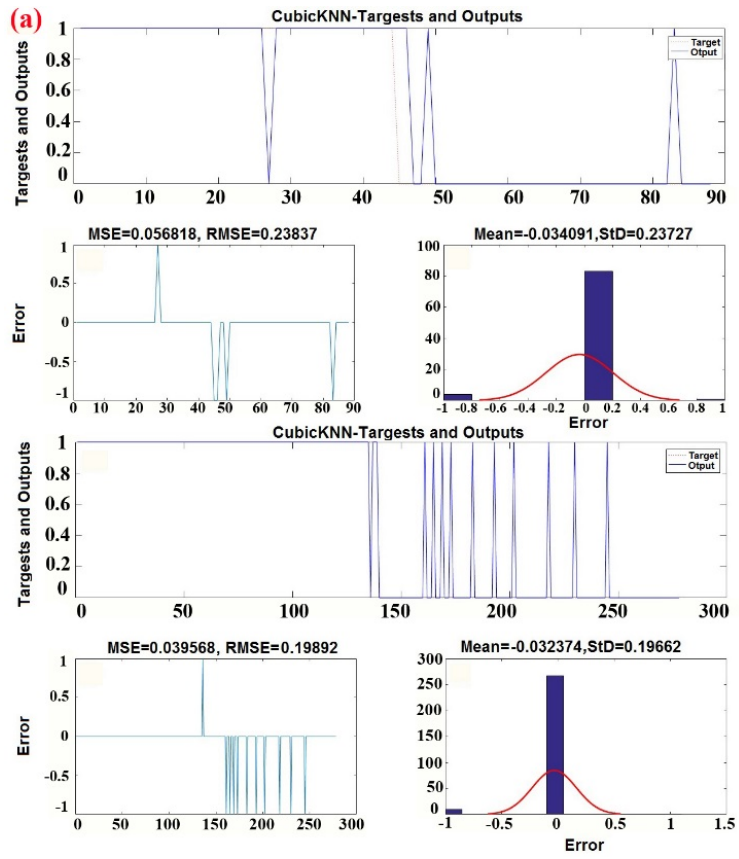 (a)
CubicKNN-Targests and Outputs
Targests and Outputs
1
0.8
0.6
0.4
0.2
0
Target
Otput
0 10 20 30 40 50 60 70 80 90
MSE=0.056818, RMSE=0.23837
Error
1
0.5
0
-0.5
-1
0 10 20 30 40 50 60 70 80 90
Mean=-0.034091,StD=0.23727
100
80
60
40
20
0
-1 -0.8 -0.6 -0.4 -0.2 0 0.2 0.4 0.6 0.8 1
Error
CubicKNN-Targests and Outputs
Targests and Outputs
1
0.8
0.6
0.4
0.2
0
Target
Otput
0 50 100 150 200 250 300
MSE=0.039568, RMSE=0.19892
Error
1
0.5
0
-0.5
-1
0 50 100 150 200 250 300
Mean=-0.032374,StD=0.19662
300
250
200
150
100
50
0
-1 -0.5 0 0.5 1 1.5
Error